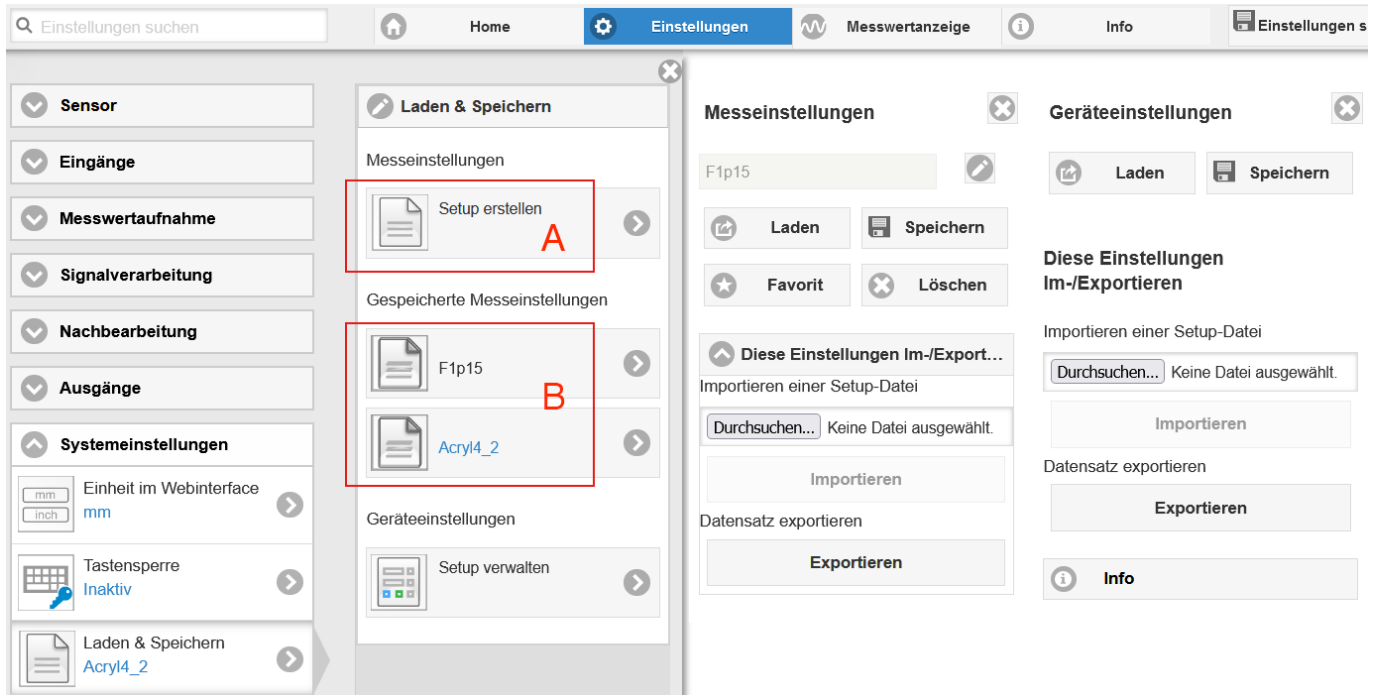 Einstellungen suchen
Home
Einstellungen
Messwertanzeige
Info
Einstellungen s
Sensor
Eingänge
Messwertaufnahme
Signalverarbeitung
Nachbearbeitung
Ausgänge
Systemeinstellungen
mm
inch
Einheit im Webinterface
mm
Tastensperre
Inaktiv
Laden & Speichern
Acryl4_2
Laden & Speichern
Messeinstellungen
Setup erstellen
A
Gespeicherte Messeinstellungen
F1p15
B
Acryl4_2
Geräteeinstellungen
Setup verwalten
Messeinstellungen
F1p15
Laden
Speichern
Favorit
Löschen
Diese Einstellungen Im-/Export...
Importieren einer Setup-Datei
Durchsuchen... Keine Datei ausgewählt.
Importieren
Datensatz exportieren
Exportieren
Geräteeinstellungen
Laden
Speichern
Diese Einstellungen
Im-/Exportieren
Importieren einer Setup-Datei
Durchsuchen... Keine Datei ausgewählt.
Importieren
Datensatz exportieren
Exportieren
Info